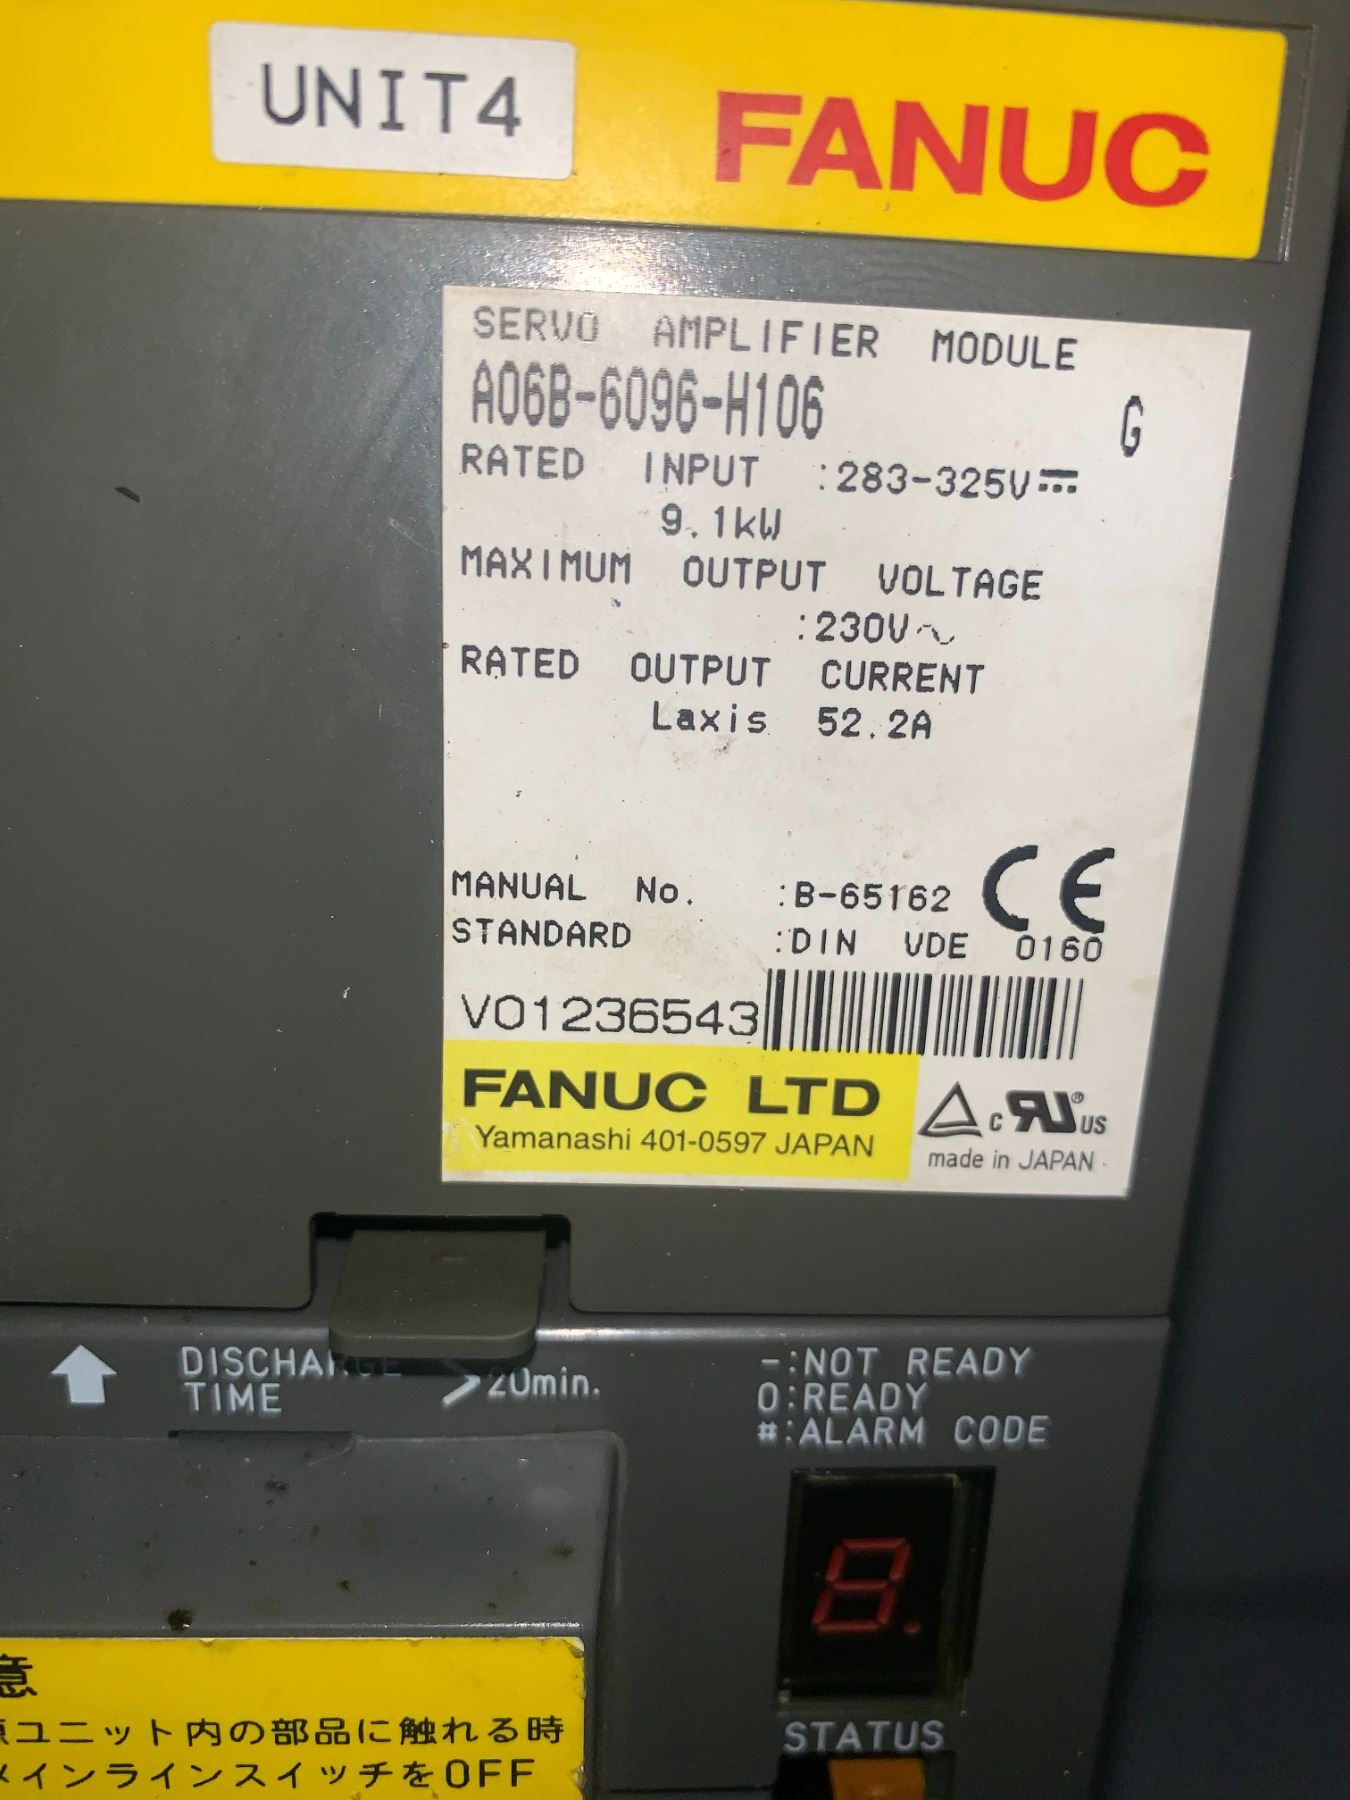 UNIT4
FANUC
SERVO AMPLIFIER MODULE
A06B-6096-H106 G
RATED INPUT :283-325V⎓
9.1kW
MAXIMUM OUTPUT VOLTAGE
:230V~
RATED OUTPUT CURRENT
Laxis 52.2A
MANUAL No. :B-65162 CE
STANDARD :DIN VDE 0160
V01236543
FANUC LTD
Yamanashi 401-0597 JAPAN
c RU® US
made in JAPAN
DISCHARGE TIME >20min.
-:NOT READY
0:READY
#:ALARM CODE
8.
STATUS
意
ユニット内の部品に触れる時
メインラインスイッチをOFF